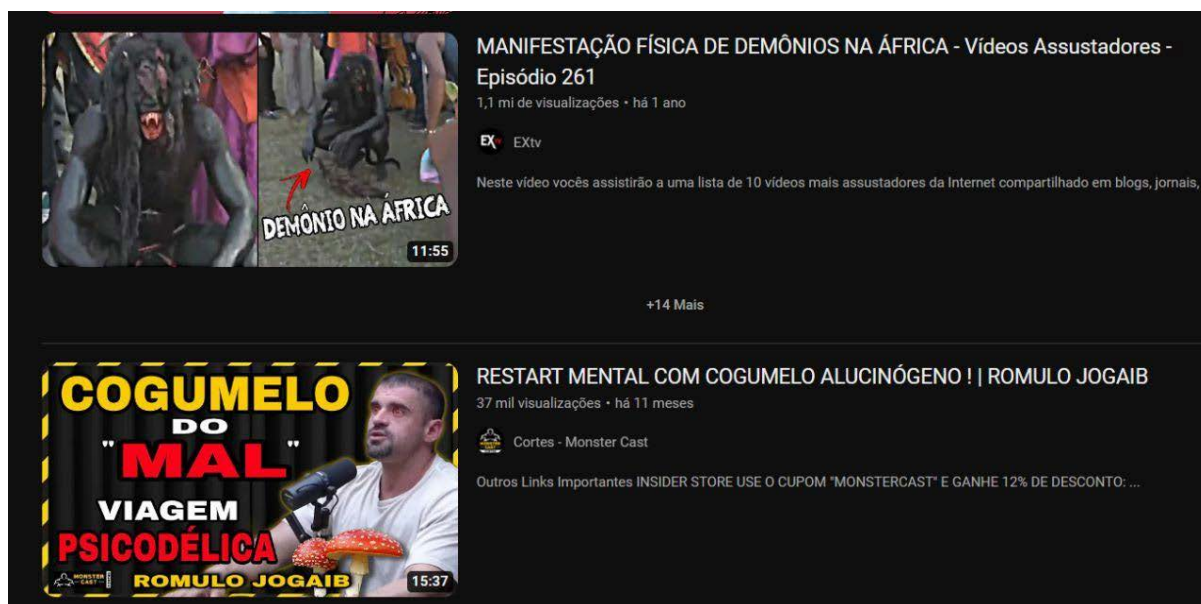 DEMÔNIO NA ÁFRICA
11:55
MANIFESTAÇÃO FÍSICA DE DEMÔNIOS NA ÁFRICA - Vídeos Assustadores -
Episódio 261
1,1 mi de visualizações • há 1 ano
EX
EXtv
Neste vídeo vocês assistirão a uma lista de 10 vídeos mais assustadores da Internet compartilhado em blogs, jornais,
+14 Mais
COGUMELO
DO
"MAL"
VIAGEM
PSICODÉLICA
MONSTER
CAST
ROMULO JOGAIB
15:37
RESTART MENTAL COM COGUMELO ALUCINÓGENO ! | ROMULO JOGAIB
37 mil visualizações • há 11 meses
Cortes - Monster Cast
Outros Links Importantes INSIDER STORE USE O CUPOM "MONSTERCAST" E GANHE 12% DE DESCONTO: ...